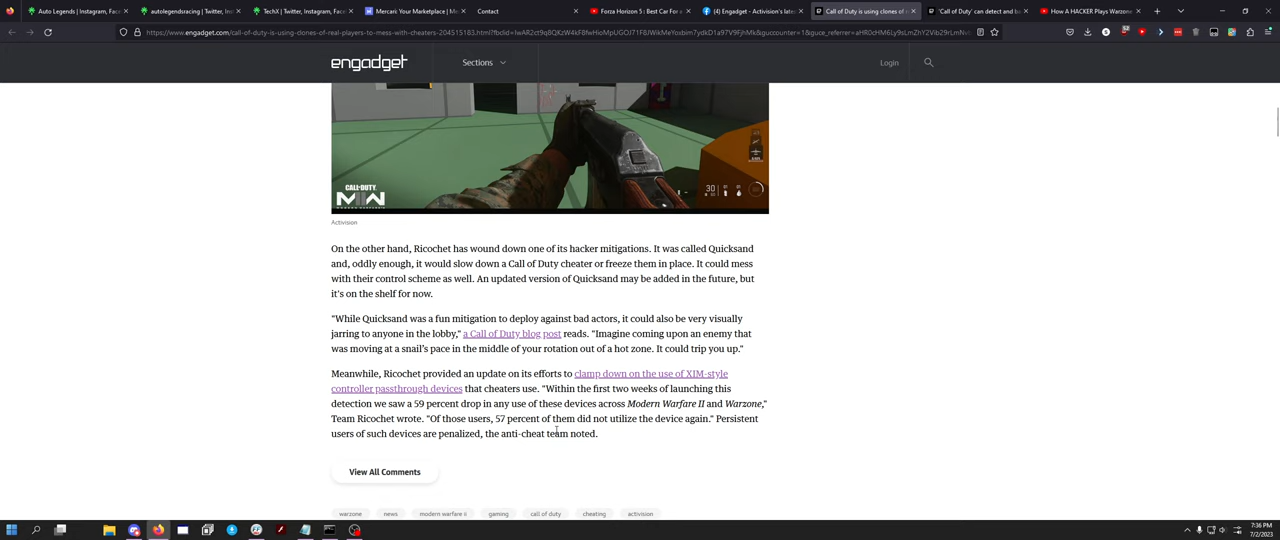 Auto Legends | Instagram, Fac
autolegendsracing | Twitter, Inst
TechX | Twitter, Instagram, Face
Mercari: Your Marketplace | Me
Contact
Forza Horizon 5 : Best Car For a
(4) Engadget - Activision's latest
Call of Duty is using clones of r
'Call of Duty' can detect and ba
How A HACKER Plays Warzone
https://www.engadget.com/call-of-duty-is-using-clones-of-real-players-to-mess-with-cheaters-204515183.html
engadget
Sections
Login
CALL OF DUTY
MW
30
Activision
On the other hand, Ricochet has wound down one of its hacker mitigations. It was called Quicksand
and, oddly enough, it would slow down a Call of Duty cheater or freeze them in place. It could mess
with their control scheme as well. An updated version of Quicksand may be added in the future, but
it's on the shelf for now.
"While Quicksand was a fun mitigation to deploy against bad actors, it could also be very visually
jarring to anyone in the lobby," a Call of Duty blog post reads. "Imagine coming upon an enemy that
was moving at a snail's pace in the middle of your rotation out of a hot zone. It could trip you up."
Meanwhile, Ricochet provided an update on its efforts to clamp down on the use of XIM-style
controller passthrough devices that cheaters use. "Within the first two weeks of launching this
detection we saw a 59 percent drop in any use of these devices across Modern Warfare II and Warzone,"
Team Ricochet wrote. "Of those users, 57 percent of them did not utilize the device again." Persistent
users of such devices are penalized, the anti-cheat team noted.
View All Comments
warzone news modern warfare ii gaming call of duty cheating activision
7:36 PM
7/2/2023